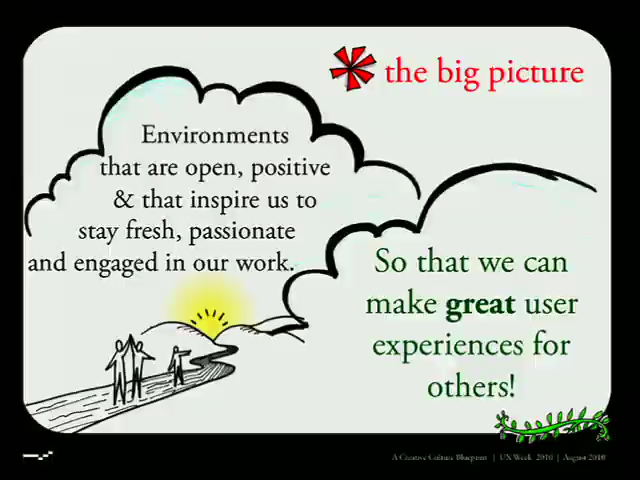 the big picture
Environments
that are open, positive
& that inspire us to
stay fresh, passionate
and engaged in our work.
So that we can
make great user
experiences for
others!
A Creative Culture Blueprint | UX Week 2010 | August 2010